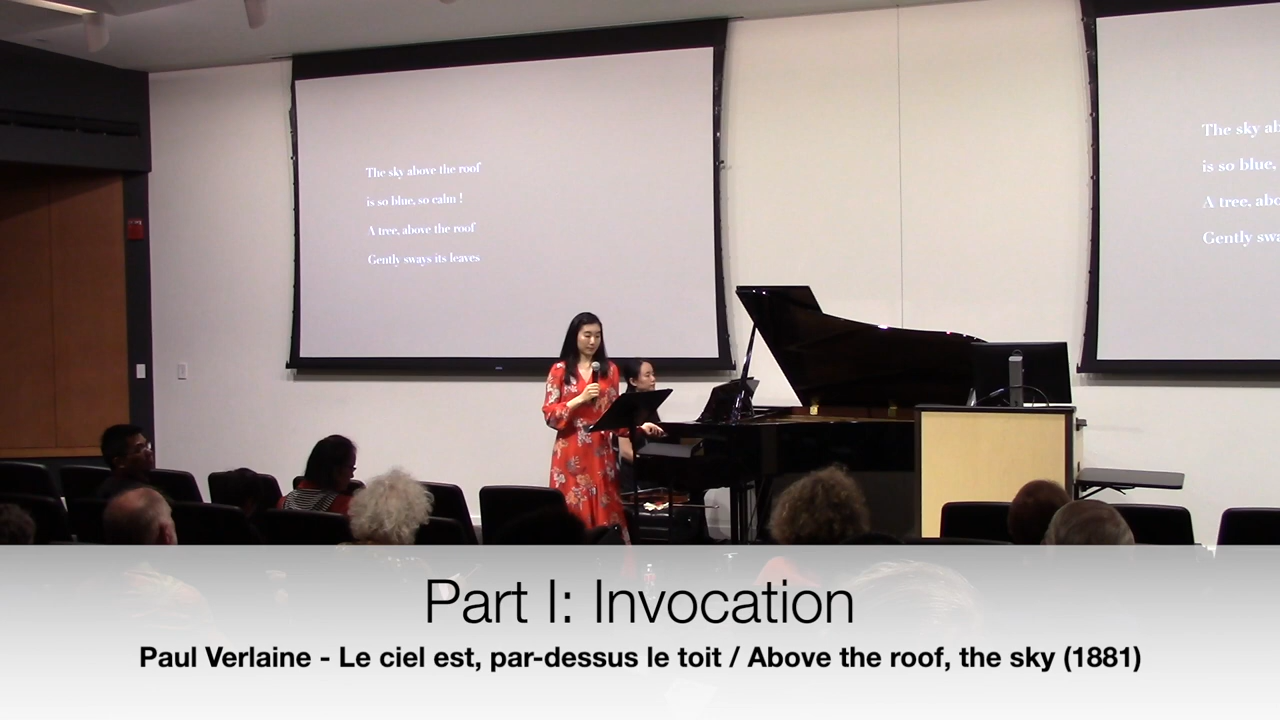 The sky above the roof
is so blue, so calm !
A tree, above the roof
Gently sways its leaves
The sky ab
is so blue,
A tree, abo
Gently swa
Part I: Invocation
Paul Verlaine - Le ciel est, par-dessus le toit / Above the roof, the sky (1881)